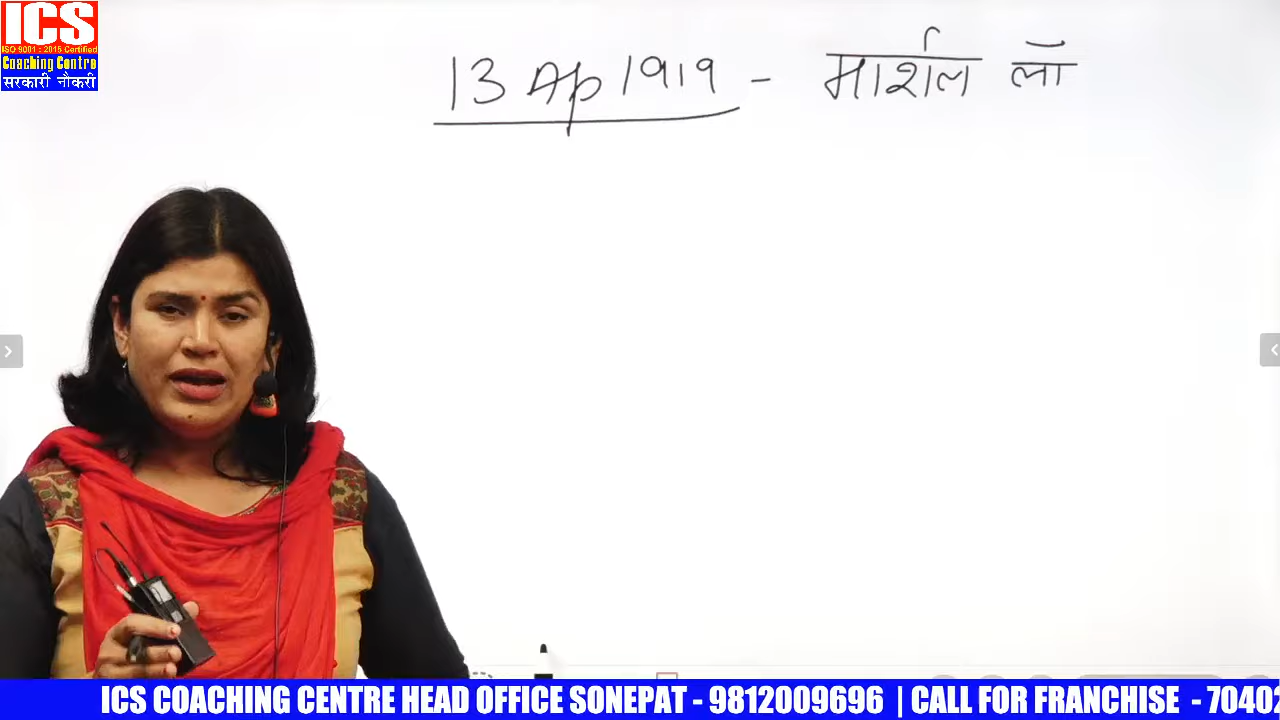 ICS
ISO 9001 : 2015 Certified
Coaching Centre
सरकारी नौकरी
13 Ap 1919 - मार्शल लॉ
ICS COACHING CENTRE HEAD OFFICE SONEPAT - 9812009696 | CALL FOR FRANCHISE - 70402